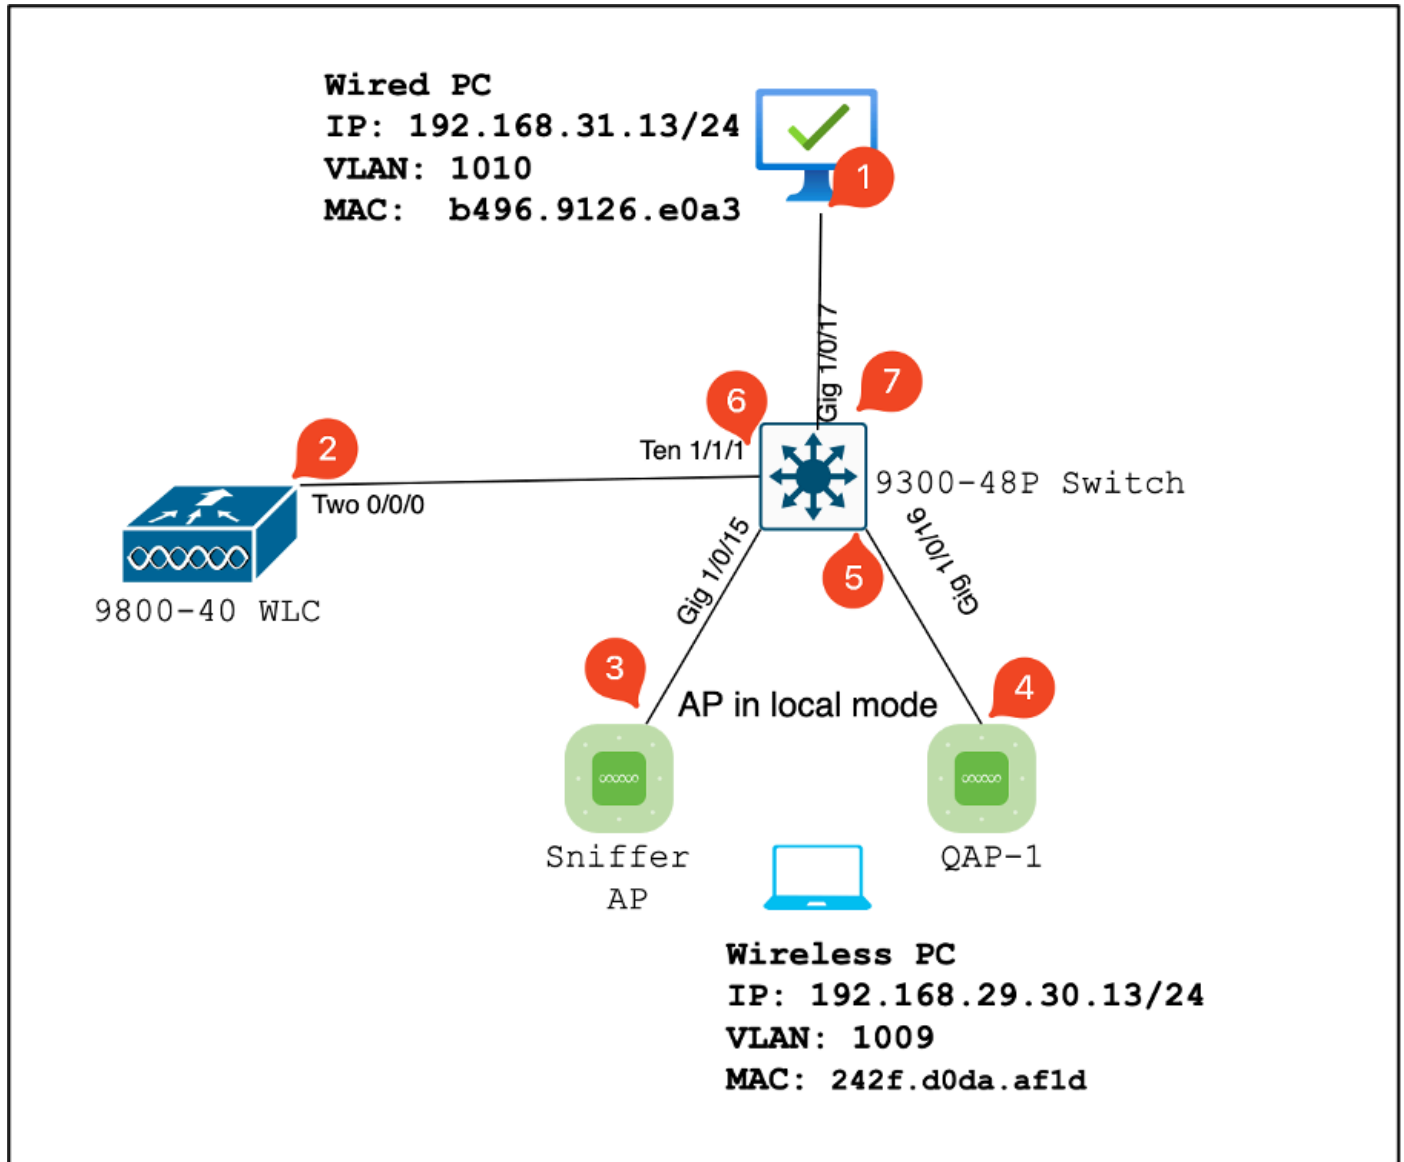 Wired PC
IP: 192.168.31.13/24
VLAN: 1010
MAC: b496.9126.e0a3
1
Gig 1/0/17
7
6
Ten 1/1/1
2
Two 0/0/0
9300-48P Switch
9800-40 WLC
Gig 1/0/15
Gig 1/0/16
5
3
4
AP in local mode
Sniffer
AP
QAP-1
Wireless PC
IP: 192.168.29.30.13/24
VLAN: 1009
MAC: 242f.d0da.af1d